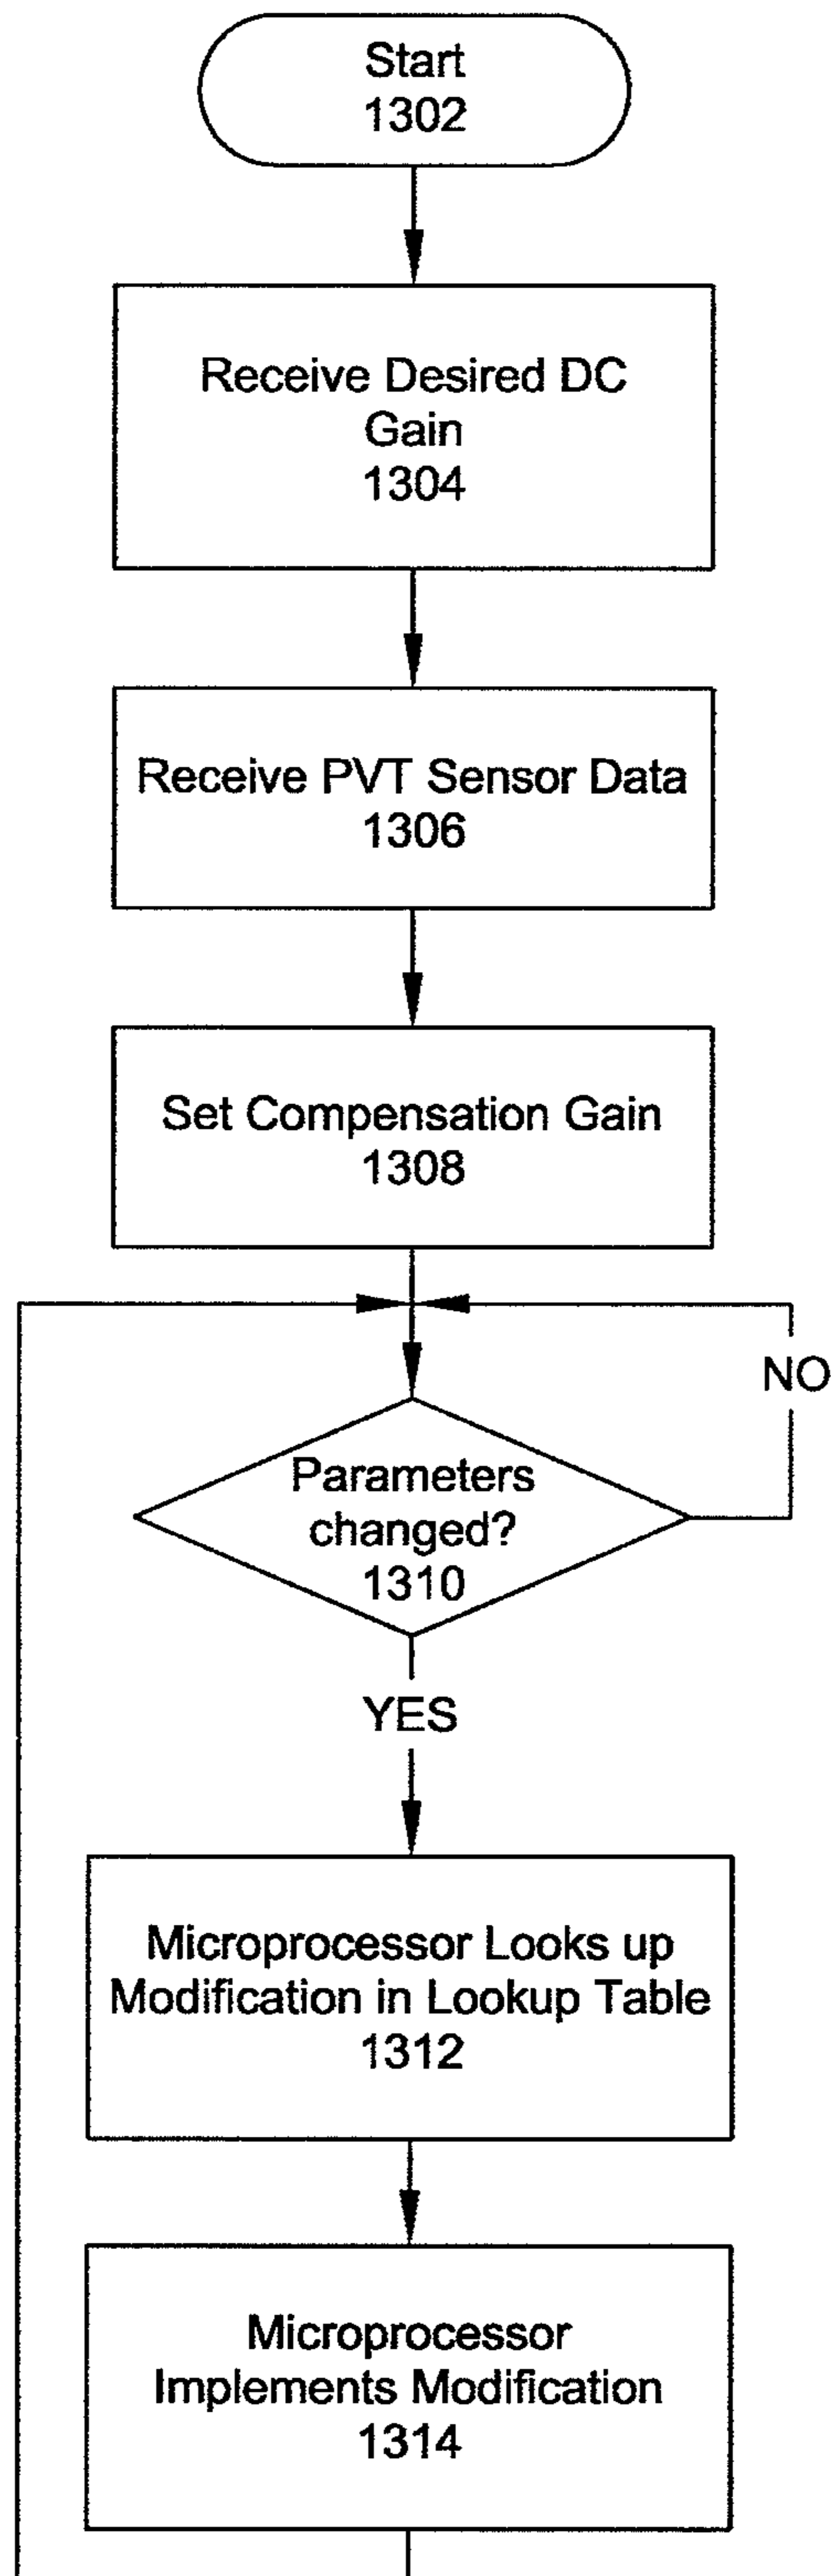 Start
1302
Receive Desired DC
Gain
1304
Receive PVT Sensor Data
1306
Set Compensation Gain
1308
NO
Parameters
changed?
1310
YES
Microprocessor Looks up
Modification in Lookup Table
1312
Microprocessor
Implements Modification
1314